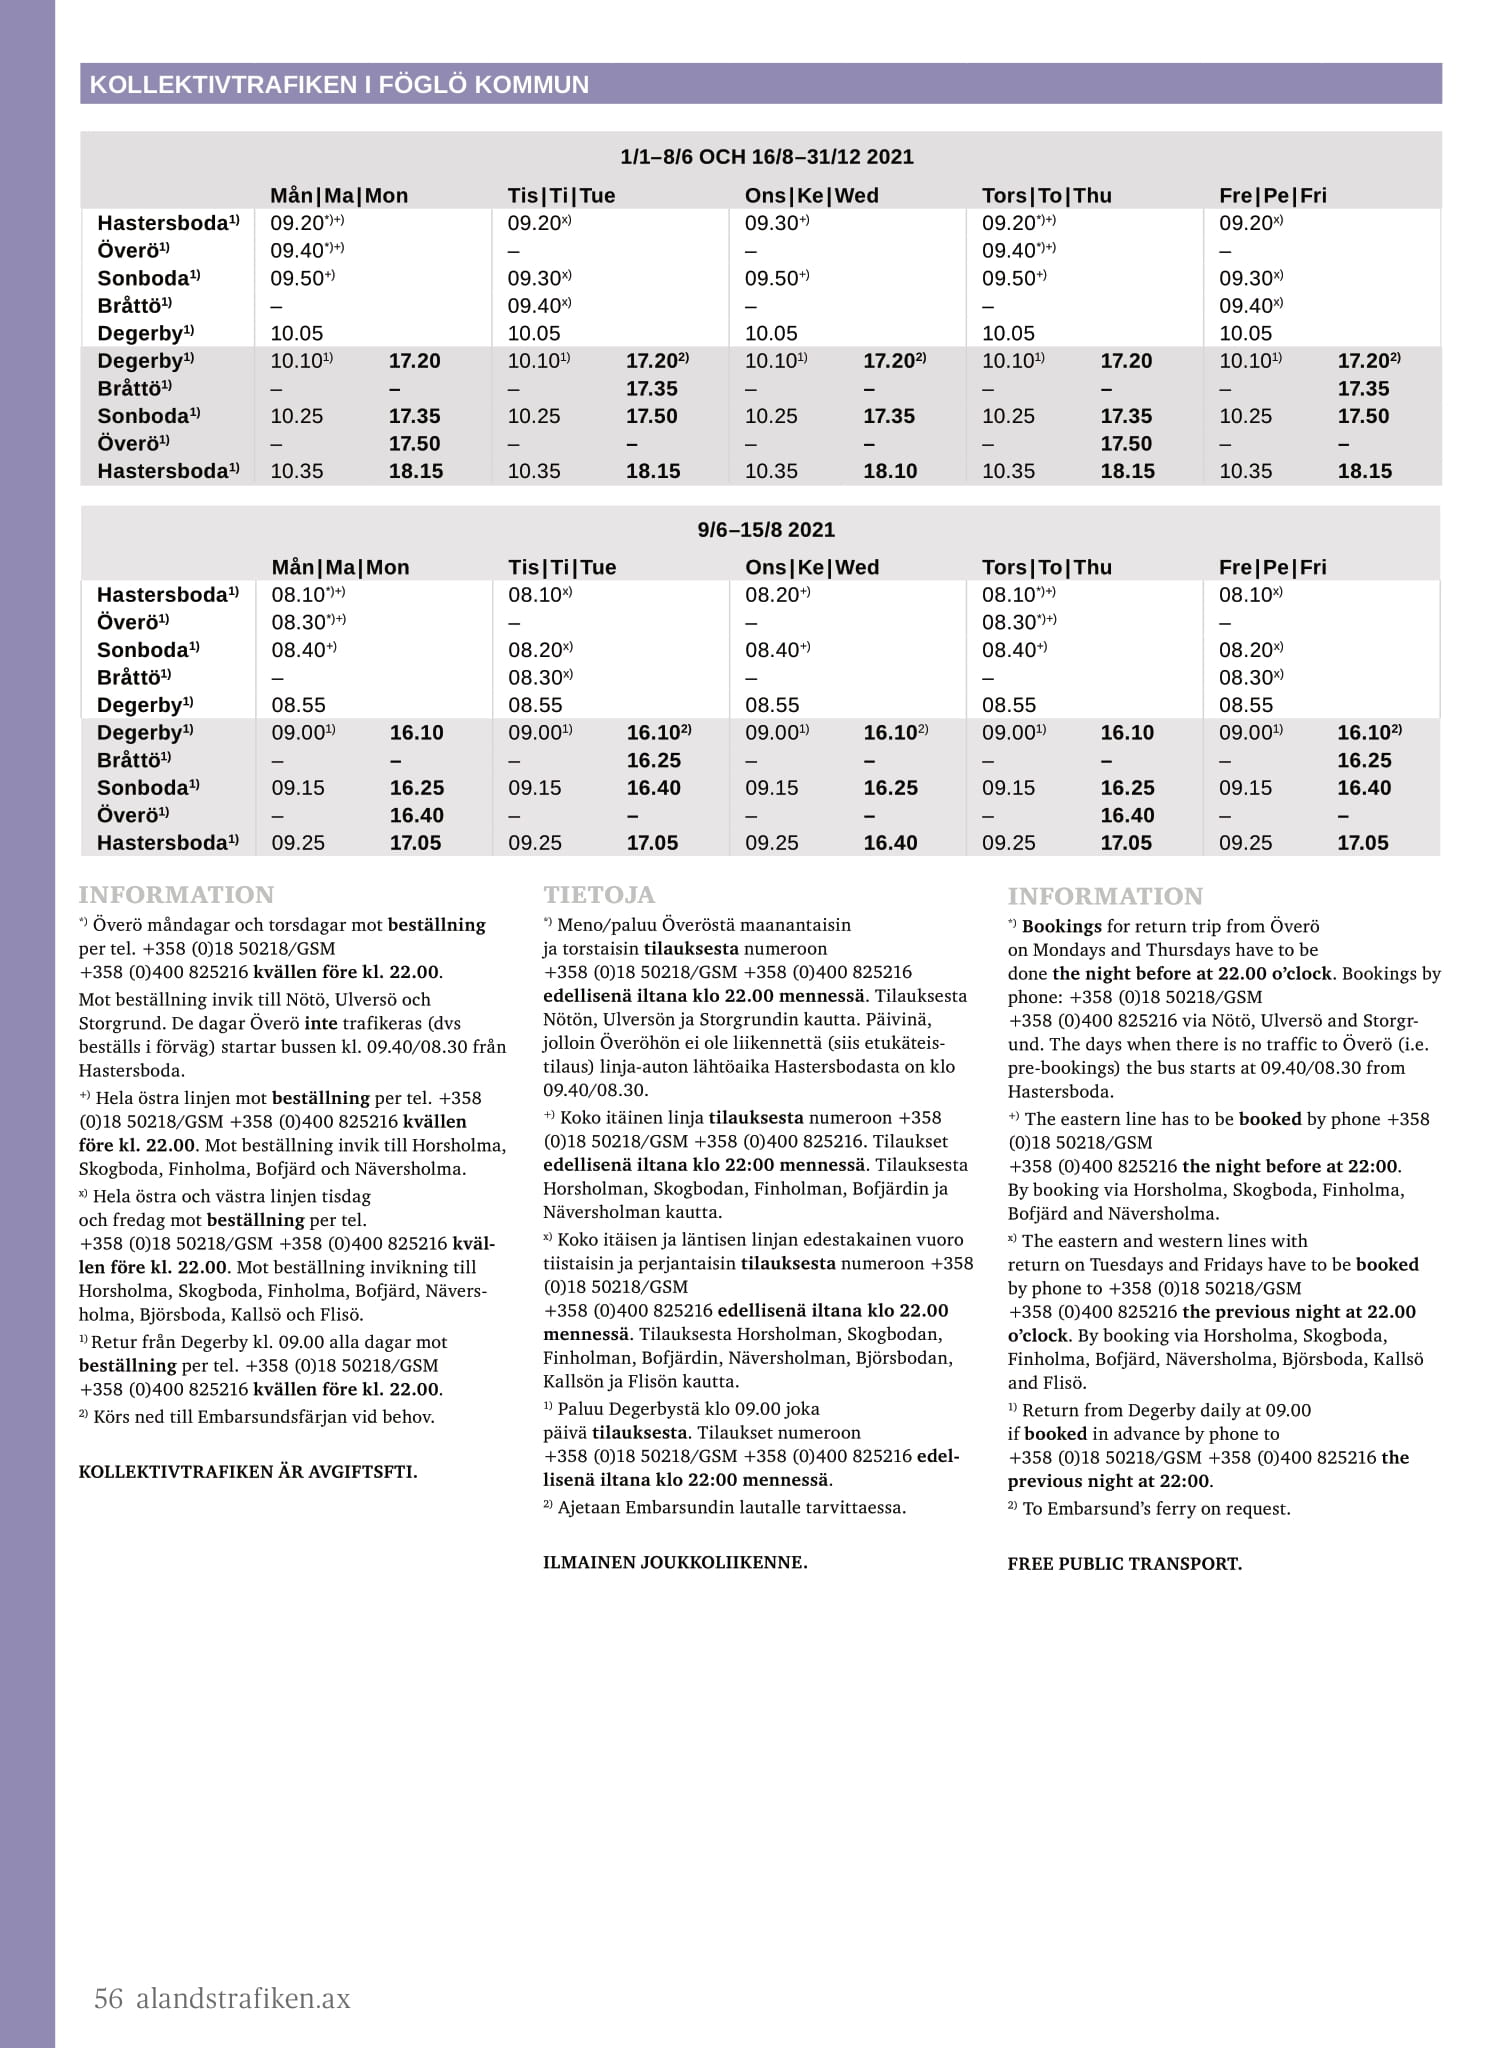 KOLLEKTIVTRAFIKEN I FÖGLÖ KOMMUN
1/1–8/6 OCH 16/8–31/12 2021
Mån|Ma|Mon Tis|Ti|Tue Ons|Ke|Wed Tors|To|Thu Fre|Pe|Fri
Hastersboda1) 09.20*)+) 09.20x) 09.30+) 09.20*)+) 09.20x)
Överö1) 09.40*)+) – – 09.40*)+) –
Sonboda1) 09.50+) 09.30x) 09.50+) 09.50+) 09.30x)
Bråttö1) – 09.40x) – – 09.40x)
Degerby1) 10.05 10.05 10.05 10.05 10.05
Degerby1) 10.101) 17.20 10.101) 17.202) 10.101) 17.202) 10.101) 17.20 10.101) 17.202)
Bråttö1) – – – 17.35 – – – – – 17.35
Sonboda1) 10.25 17.35 10.25 17.50 10.25 17.35 10.25 17.35 10.25 17.50
Överö1) – 17.50 – – – – – 17.50 – –
Hastersboda1) 10.35 18.15 10.35 18.15 10.35 18.10 10.35 18.15 10.35 18.15
9/6–15/8 2021
Mån|Ma|Mon Tis|Ti|Tue Ons|Ke|Wed Tors|To|Thu Fre|Pe|Fri
Hastersboda1) 08.10*)+) 08.10x) 08.20+) 08.10*)+) 08.10x)
Överö1) 08.30*)+) – – 08.30*)+) –
Sonboda1) 08.40+) 08.20x) 08.40+) 08.40+) 08.20x)
Bråttö1) – 08.30x) – – 08.30x)
Degerby1) 08.55 08.55 08.55 08.55 08.55
Degerby1) 09.001) 16.10 09.001) 16.102) 09.001) 16.102) 09.001) 16.10 09.001) 16.102)
Bråttö1) – – – 16.25 – – – – – 16.25
Sonboda1) 09.15 16.25 09.15 16.40 09.15 16.25 09.15 16.25 09.15 16.40
Överö1) – 16.40 – – – – – 16.40 – –
Hastersboda1) 09.25 17.05 09.25 17.05 09.25 16.40 09.25 17.05 09.25 17.05
INFORMATION
*) Överö måndagar och torsdagar mot beställning
per tel. +358 (0)18 50218/GSM
+358 (0)400 825216 kvällen före kl. 22.00.
Mot beställning invik till Nötö, Ulversö och
Storgrund. De dagar Överö inte trafikeras (dvs
beställs i förväg) startar bussen kl. 09.40/08.30 från
Hastersboda.
+) Hela östra linjen mot beställning per tel. +358
(0)18 50218/GSM +358 (0)400 825216 kvällen
före kl. 22.00. Mot beställning invik till Horsholma,
Skogboda, Finholma, Bofjärd och Näversholma.
x) Hela östra och västra linjen tisdag
och fredag mot beställning per tel.
+358 (0)18 50218/GSM +358 (0)400 825216 kväl-
len före kl. 22.00. Mot beställning invikning till
Horsholma, Skogboda, Finholma, Bofjärd, Nävers-
holma, Björsboda, Kallsö och Flisö.
1) Retur från Degerby kl. 09.00 alla dagar mot
beställning per tel. +358 (0)18 50218/GSM
+358 (0)400 825216 kvällen före kl. 22.00.
2) Körs ned till Embarsundsfärjan vid behov.
KOLLEKTIVTRAFIKEN ÄR AVGIFTSFTI.
TIETOJA
*) Meno/paluu Överöstä maanantaisin
ja torstaisin tilauksesta numeroon
+358 (0)18 50218/GSM +358 (0)400 825216
edellisenä iltana klo 22.00 mennessä. Tilauksesta
Nötön, Ulversön ja Storgrundin kautta. Päivinä,
jolloin Överöhön ei ole liikennettä (siis etukäteis-
tilaus) linja-auton lähtöaika Hastersbodasta on klo
09.40/08.30.
+) Koko itäinen linja tilauksesta numeroon +358
(0)18 50218/GSM +358 (0)400 825216. Tilaukset
edellisenä iltana klo 22:00 mennessä. Tilauksesta
Horsholman, Skogbodan, Finholman, Bofjärdin ja
Näversholman kautta.
x) Koko itäisen ja läntisen linjan edestakainen vuoro
tiistaisin ja perjantaisin tilauksesta numeroon +358
(0)18 50218/GSM
+358 (0)400 825216 edellisenä iltana klo 22.00
mennessä. Tilauksesta Horsholman, Skogbodan,
Finholman, Bofjärdin, Näversholman, Björsbodan,
Kallsön ja Flisön kautta.
1) Paluu Degerbystä klo 09.00 joka
päivä tilauksesta. Tilaukset numeroon
+358 (0)18 50218/GSM +358 (0)400 825216 edel-
lisenä iltana klo 22:00 mennessä.
2) Ajetaan Embarsundin lautalle tarvittaessa.
ILMAINEN JOUKKOLIIKENNE.
INFORMATION
*) Bookings for return trip from Överö
on Mondays and Thursdays have to be
done the night before at 22.00 o’clock. Bookings by
phone: +358 (0)18 50218/GSM
+358 (0)400 825216 via Nötö, Ulversö and Storgr-
und. The days when there is no traffic to Överö (i.e.
pre-bookings) the bus starts at 09.40/08.30 from
Hastersboda.
+) The eastern line has to be booked by phone +358
(0)18 50218/GSM
+358 (0)400 825216 the night before at 22:00.
By booking via Horsholma, Skogboda, Finholma,
Bofjärd and Näversholma.
x) The eastern and western lines with
return on Tuesdays and Fridays have to be booked
by phone to +358 (0)18 50218/GSM
+358 (0)400 825216 the previous night at 22.00
o’clock. By booking via Horsholma, Skogboda,
Finholma, Bofjärd, Näversholma, Björsboda, Kallsö
and Flisö.
1) Return from Degerby daily at 09.00
if booked in advance by phone to
+358 (0)18 50218/GSM +358 (0)400 825216 the
previous night at 22:00.
2) To Embarsund’s ferry on request.
FREE PUBLIC TRANSPORT.
56 alandstrafiken.ax